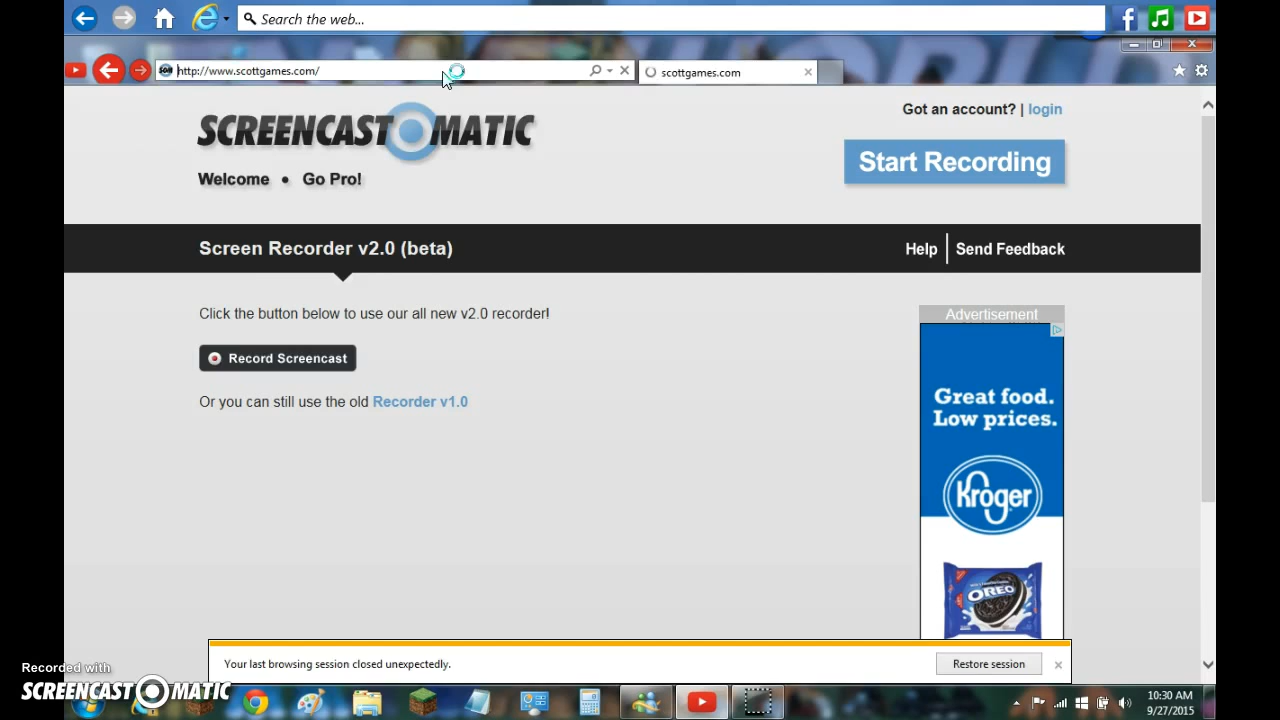 Search the web...
http://www.scottgames.com/
scottgames.com
Got an account? | login
SCREENCAST MATIC
Start Recording
Welcome • Go Pro!
Screen Recorder v2.0 (beta)
Help
Send Feedback
Click the button below to use our all new v2.0 recorder!
Advertisement
Record Screencast
Or you can still use the old Recorder v1.0
Great food.
Low prices.
Kroger
OREO
Your last browsing session closed unexpectedly.
Restore session
Recorded with
SCREENCAST MATIC
10:30 AM
9/27/2015